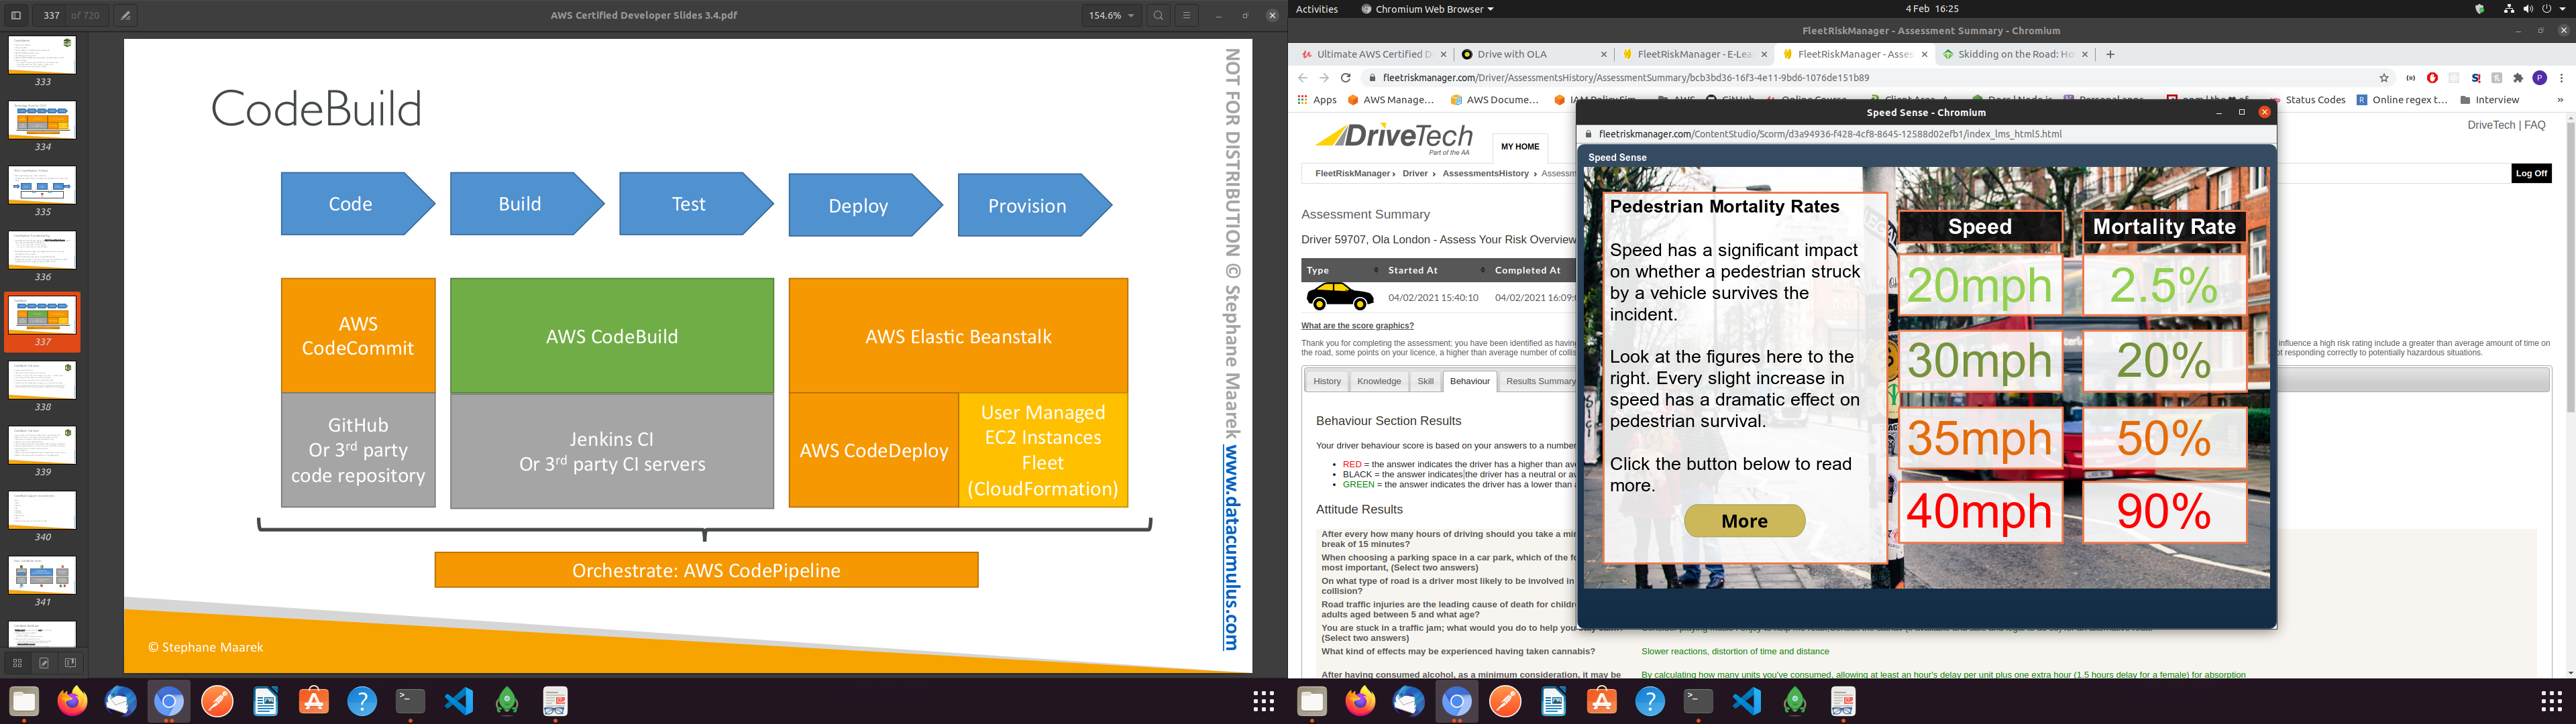 337 of 720
AWS Certified Developer Slides 3.4.pdf
154.6%
333
334
335
336
337
338
339
340
341
CodeBuild
Code
Build
Test
Deploy
Provision
AWS
CodeCommit
AWS CodeBuild
AWS Elastic Beanstalk
GitHub
Or 3rd party
code repository
Jenkins CI
Or 3rd party CI servers
AWS CodeDeploy
User Managed
EC2 Instances
Fleet
(CloudFormation)
Orchestrate: AWS CodePipeline
© Stephane Maarek
NOT FOR DISTRIBUTION © Stephane Maarek www.datacumulus.com
Activities
Chromium Web Browser
4 Feb 16:25
FleetRiskManager - Assessment Summary - Chromium
Ultimate AWS Certified D
Drive with OLA
FleetRiskManager - E-Lea
FleetRiskManager - Asses
Skidding on the Road: Ho
fleetriskmanager.com/Driver/AssessmentsHistory/AssessmentSummary/bcb3bd36-16f3-4e11-9bd6-1076de151b89
Apps
AWS Manage…
AWS Docume…
Status Codes
Online regex t…
Interview
DriveTech
Part of the AA
MY HOME
DriveTech | FAQ
FleetRiskManager
Driver
AssessmentsHistory
Assessm
Log Off
Assessment Summary
Driver 59707, Ola London - Assess Your Risk Overview
Type
Started At
Completed At
04/02/2021 15:40:10
04/02/2021 16:09:0
What are the score graphics?
Thank you for completing the assessment; you have been identified as having
influence a high risk rating include a greater than average amount of time on
the road, some points on your licence, a higher than average number of collis
ot responding correctly to potentially hazardous situations.
History
Knowledge
Skill
Behaviour
Results Summary
Behaviour Section Results
Your driver behaviour score is based on your answers to a number
RED = the answer indicates the driver has a higher than ave
BLACK = the answer indicates the driver has a neutral or av
GREEN = the answer indicates the driver has a lower than a
Attitude Results
After every how many hours of driving should you take a min
break of 15 minutes?
When choosing a parking space in a car park, which of the fo
most important, (Select two answers)
On what type of road is a driver most likely to be involved in
collision?
Road traffic injuries are the leading cause of death for childre
adults aged between 5 and what age?
You are stuck in a traffic jam; what would you do to help you
(Select two answers)
What kind of effects may be experienced having taken cannabis?
Slower reactions, distortion of time and distance
After having consumed alcohol, as a minimum consideration, it may be
By calculating how many units you've consumed, allowing at least an hour's delay per unit plus one extra hour (1.5 hours delay for a female) for absorption
Speed Sense - Chromium
fleetriskmanager.com/ContentStudio/Scorm/d3a94936-f428-4cf8-8645-12588d02efb1/index_lms_html5.html
Speed Sense
Pedestrian Mortality Rates
Speed has a significant impact
on whether a pedestrian struck
by a vehicle survives the
incident.
Look at the figures here to the
right. Every slight increase in
speed has a dramatic effect on
pedestrian survival.
Click the button below to read
more.
More
Speed
Mortality Rate
20mph
2.5%
30mph
20%
35mph
50%
40mph
90%